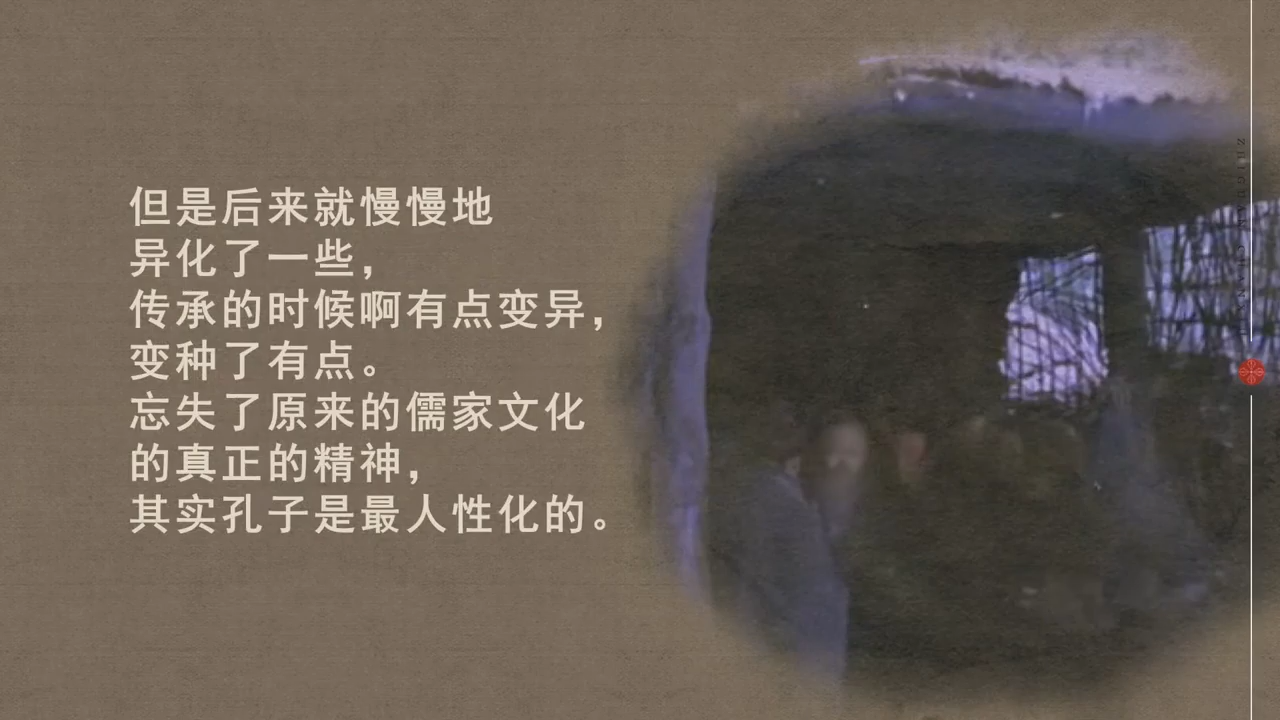 但是后来就慢慢地
异化了一些，
传承的时候啊有点变异，
变种了有点。
忘失了原来的儒家文化
的真正的精神，
其实孔子是最人性化的。